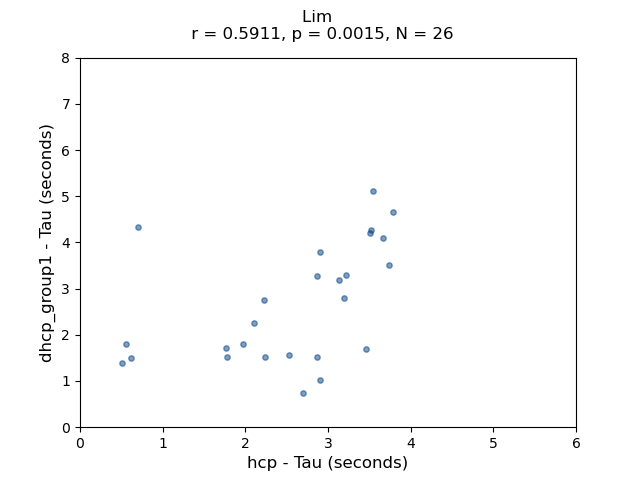 Lim
r = 0.5911, p = 0.0015, N = 26
8
7
6
5
4
3
2
1
0
dhcp_group1 - Tau (seconds)
0 1 2 3 4 5 6
hcp - Tau (seconds)